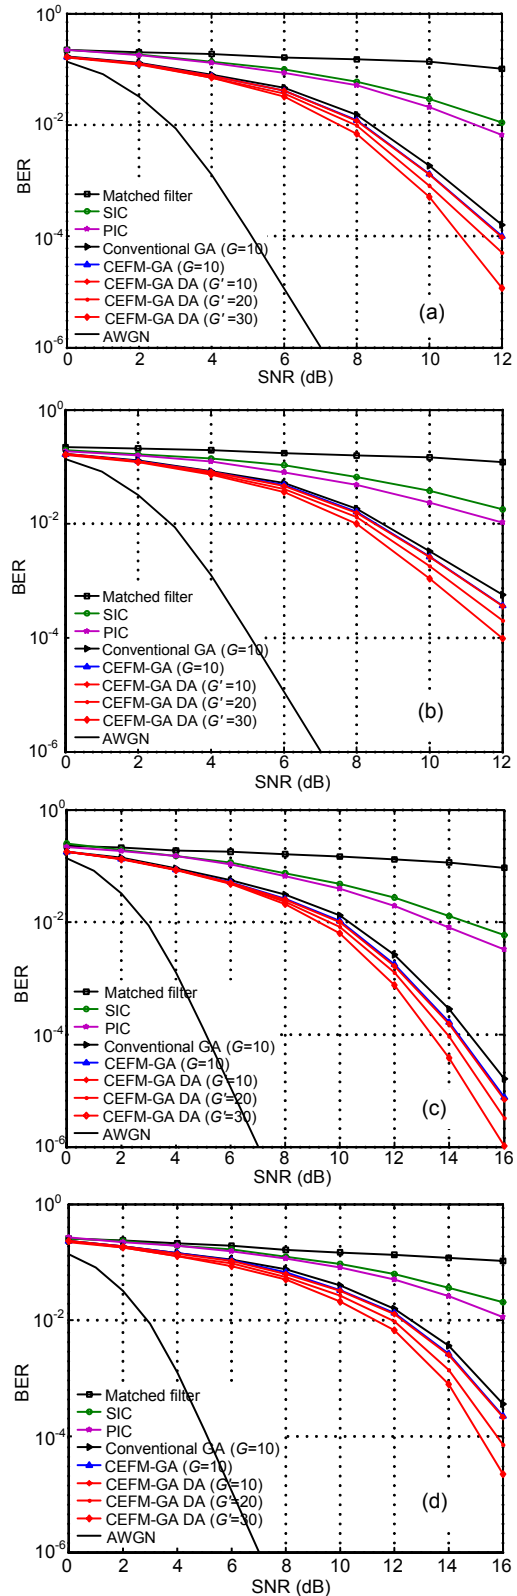 10⁰
10⁻²
10⁻⁴
10⁻⁶
BER
Matched filter
SIC
PIC
Conventional GA (G=10)
CEFM-GA (G=10)
CEFM-GA DA (G′=10)
CEFM-GA DA (G′=20)
CEFM-GA DA (G′=30)
AWGN
(a)
0 2 4 6 8 10 12
SNR (dB)
10⁰
10⁻²
10⁻⁴
10⁻⁶
BER
Matched filter
SIC
PIC
Conventional GA (G=10)
CEFM-GA (G=10)
CEFM-GA DA (G′=10)
CEFM-GA DA (G′=20)
CEFM-GA DA (G′=30)
AWGN
(b)
0 2 4 6 8 10 12
SNR (dB)
10⁰
10⁻²
10⁻⁴
10⁻⁶
BER
Matched filter
SIC
PIC
Conventional GA (G=10)
CEFM-GA (G=10)
CEFM-GA DA (G′=10)
CEFM-GA DA (G′=20)
CEFM-GA DA (G′=30)
AWGN
(c)
0 2 4 6 8 10 12 14 16
SNR (dB)
10⁰
10⁻²
10⁻⁴
10⁻⁶
BER
Matched filter
SIC
PIC
Conventional GA (G=10)
CEFM-GA (G=10)
CEFM-GA DA (G′=10)
CEFM-GA DA (G′=20)
CEFM-GA DA (G′=30)
AWGN
(d)
0 2 4 6 8 10 12 14 16
SNR (dB)